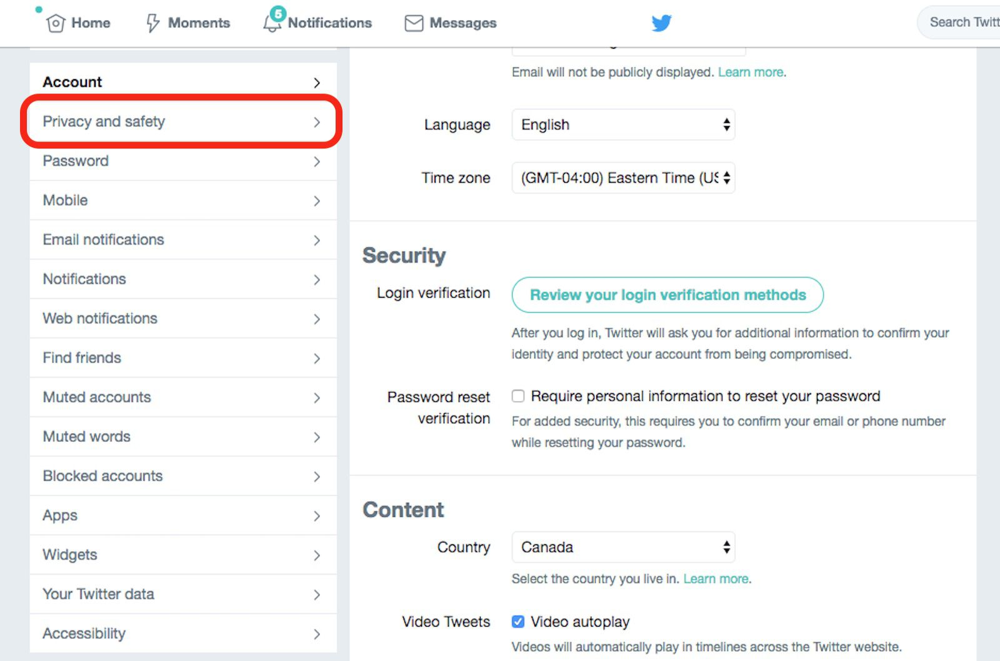 Home
Moments
5
Notifications
Messages
Search Twitt
Account
Privacy and safety
Password
Mobile
Email notifications
Notifications
Web notifications
Find friends
Muted accounts
Muted words
Blocked accounts
Apps
Widgets
Your Twitter data
Accessibility
Email will not be publicly displayed. Learn more.
Language
English
Time zone
(GMT-04:00) Eastern Time (US
Security
Login verification
Review your login verification methods
After you log in, Twitter will ask you for additional information to confirm your
identity and protect your account from being compromised.
Password reset
verification
Require personal information to reset your password
For added security, this requires you to confirm your email or phone number
while resetting your password.
Content
Country
Canada
Select the country you live in. Learn more.
Video Tweets
Video autoplay
Videos will automatically play in timelines across the Twitter website.